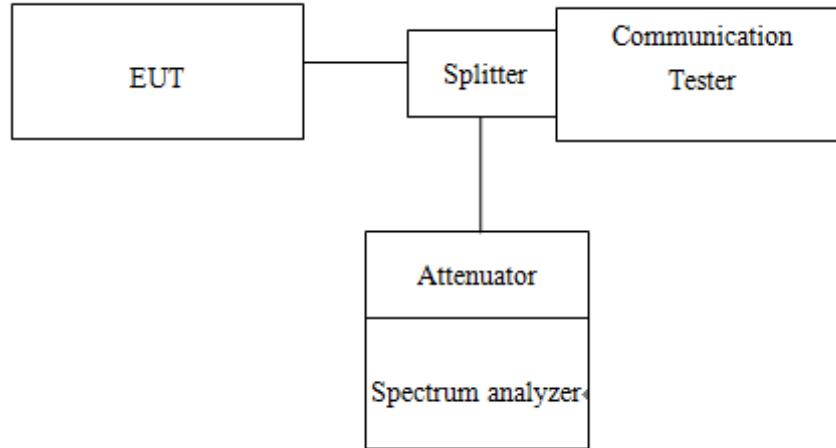 EUT
Splitter
Communication
Tester
Attenuator
Spectrum analyzer